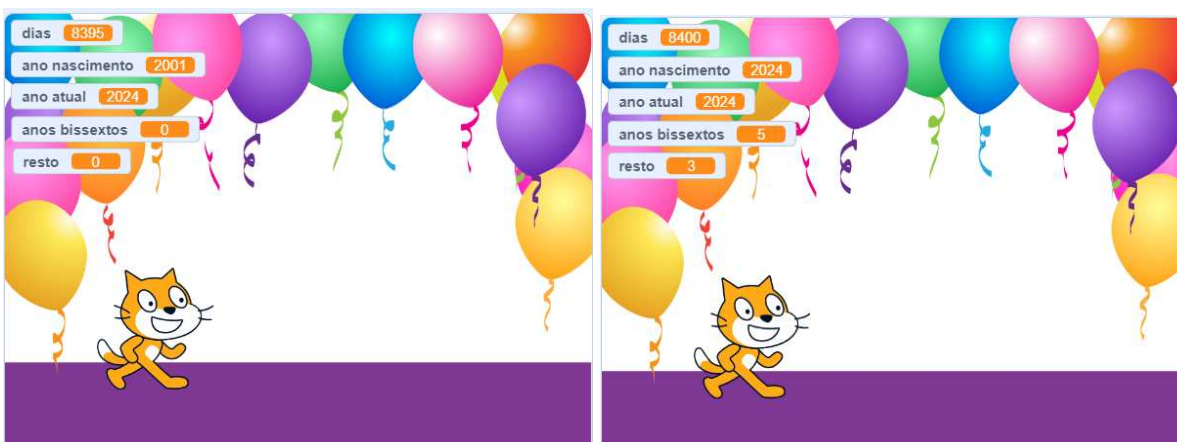 dias 8395
ano nascimento 2001
ano atual 2024
anos bissextos 0
resto 0
dias 8400
ano nascimento 2024
ano atual 2024
anos bissextos 5
resto 3